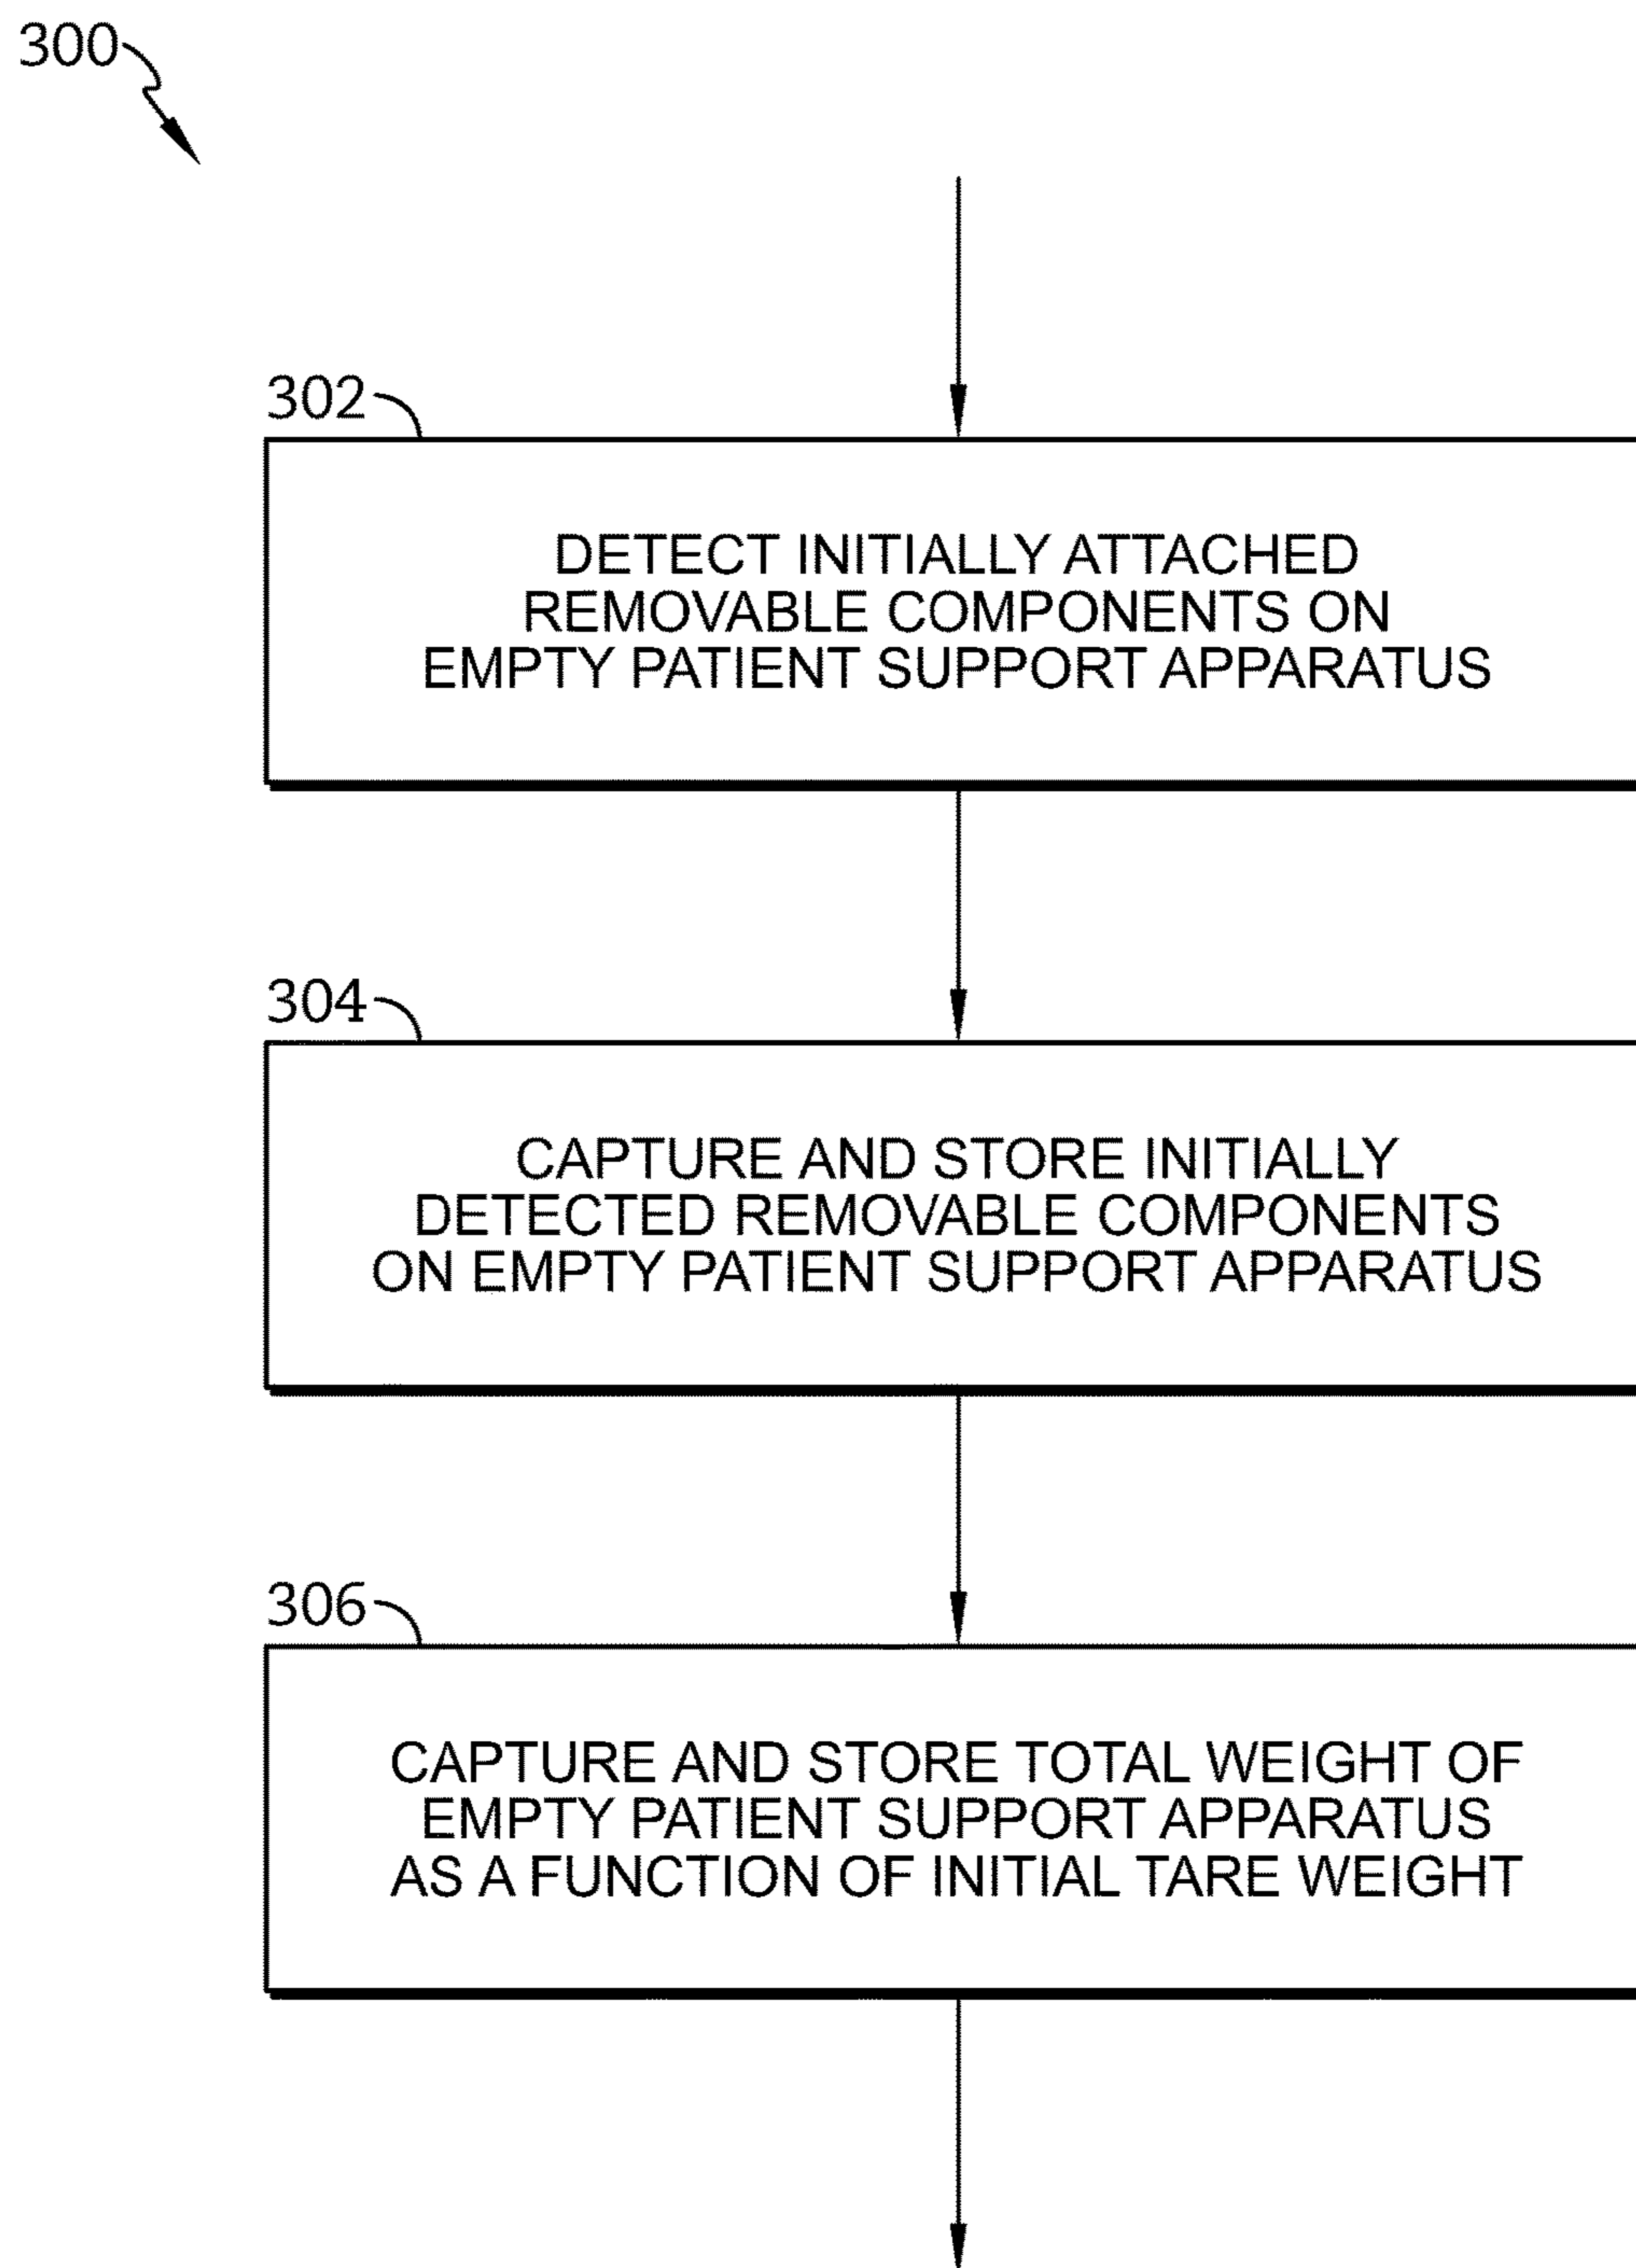 300
302
DETECT INITIALLY ATTACHED
REMOVABLE COMPONENTS ON
EMPTY PATIENT SUPPORT APPARATUS
304
CAPTURE AND STORE INITIALLY
DETECTED REMOVABLE COMPONENTS
ON EMPTY PATIENT SUPPORT APPARATUS
306
CAPTURE AND STORE TOTAL WEIGHT OF
EMPTY PATIENT SUPPORT APPARATUS
AS A FUNCTION OF INITIAL TARE WEIGHT